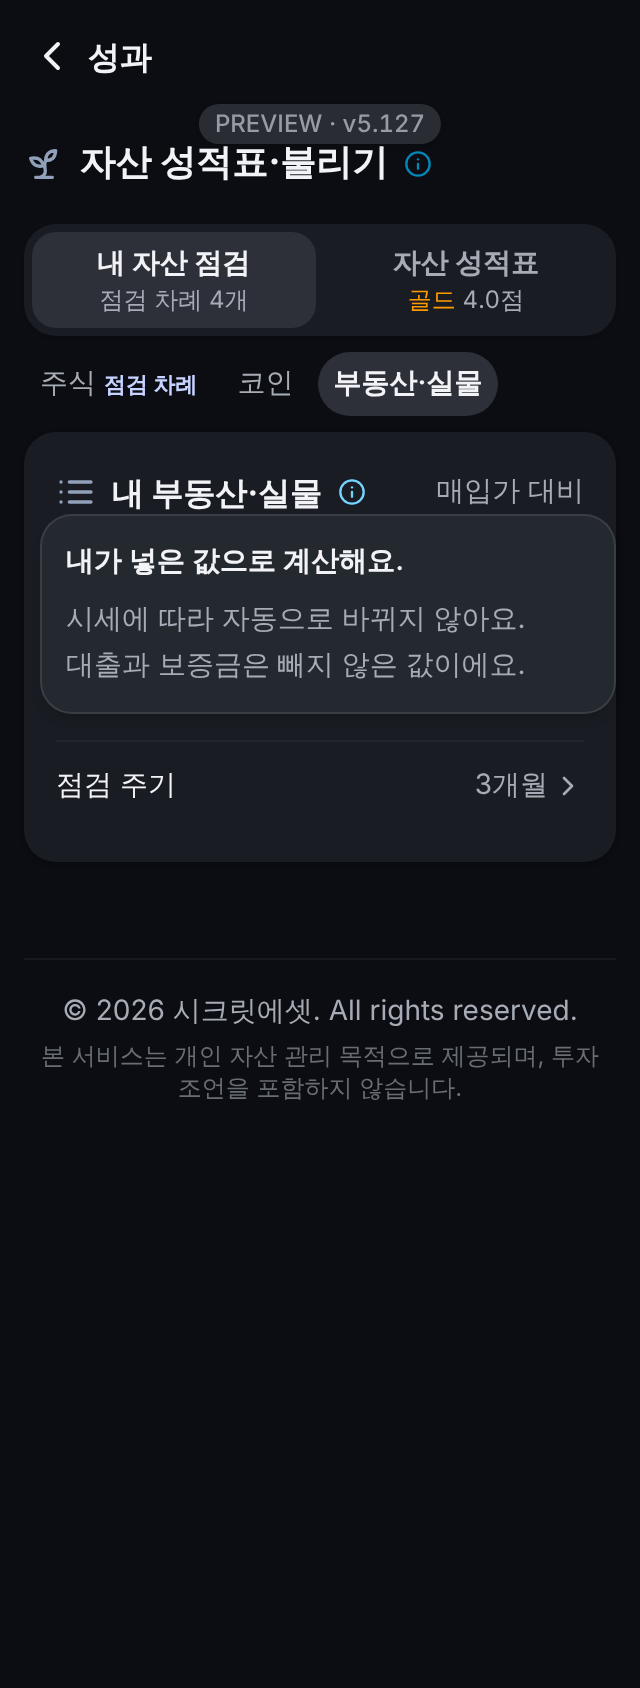 성과
PREVIEW · v5.127
자산 성적표·불리기
내 자산 점검
점검 차례 4개
자산 성적표
골드 4.0점
주식 점검 차례 코인 부동산·실물
내 부동산·실물 매입가 대비
내가 넣은 값으로 계산해요.
시세에 따라 자동으로 바뀌지 않아요.
대출과 보증금은 빼지 않은 값이에요.
점검 주기 3개월
© 2026 시크릿에셋. All rights reserved.
본 서비스는 개인 자산 관리 목적으로 제공되며, 투자
조언을 포함하지 않습니다.